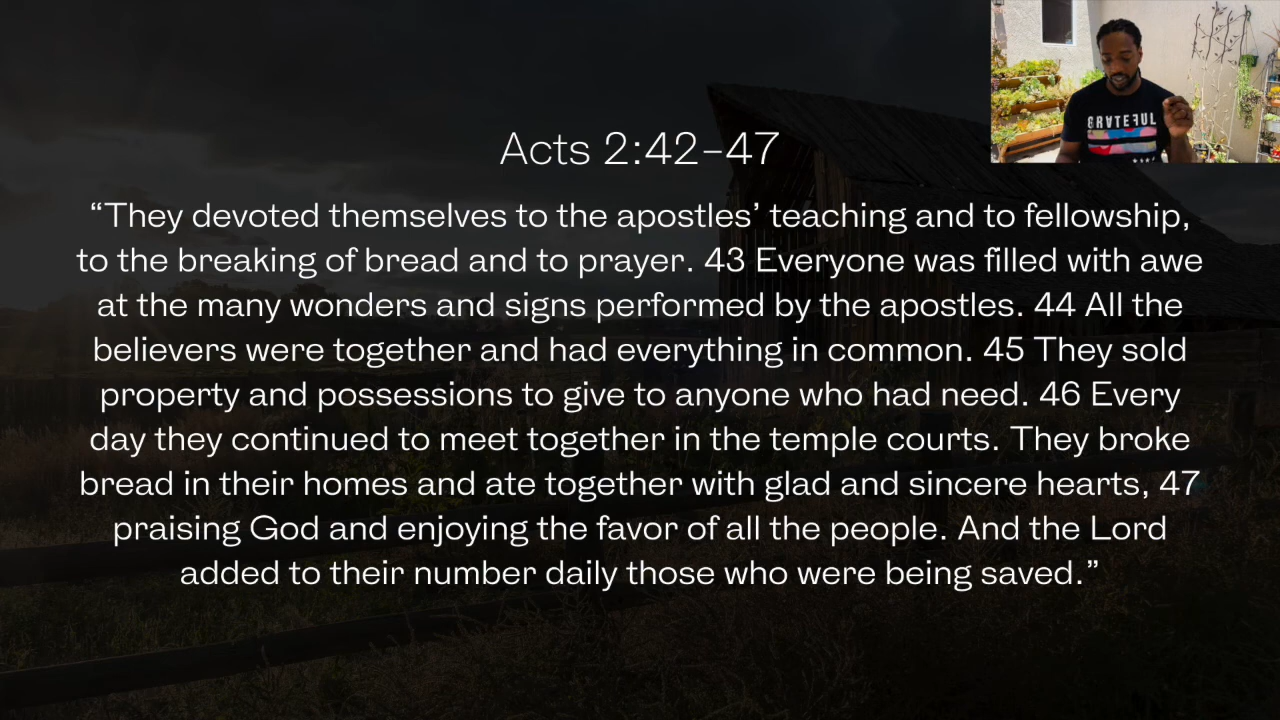 Acts 2:42–47
“They devoted themselves to the apostles’ teaching and to fellowship,
to the breaking of bread and to prayer. 43 Everyone was filled with awe
at the many wonders and signs performed by the apostles. 44 All the
believers were together and had everything in common. 45 They sold
property and possessions to give to anyone who had need. 46 Every
day they continued to meet together in the temple courts. They broke
bread in their homes and ate together with glad and sincere hearts, 47
praising God and enjoying the favor of all the people. And the Lord
added to their number daily those who were being saved.”
GRATEFUL